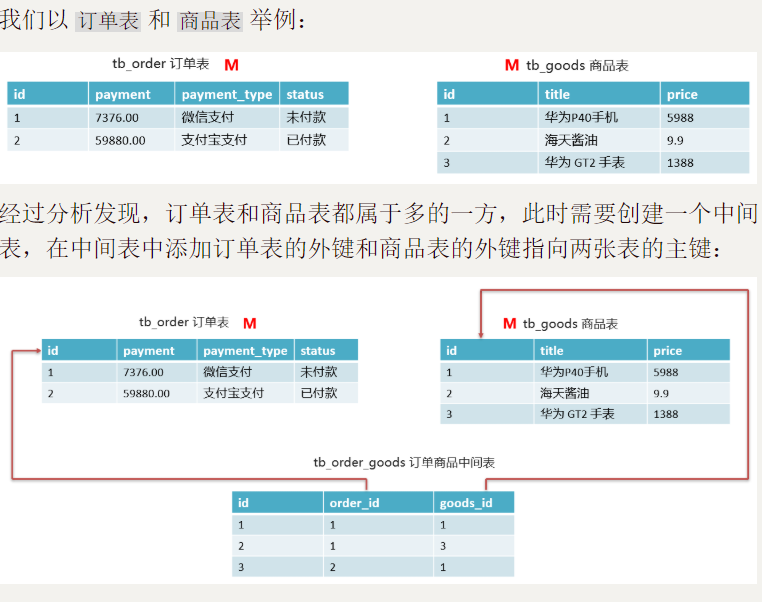 我们以 订单表 和 商品表 举例：
tb_order 订单表 M
M tb_goods 商品表
id payment payment_type status
1 7376.00 微信支付 未付款
2 59880.00 支付宝支付 已付款
id title price
1 华为P40手机 5988
2 海天酱油 9.9
3 华为 GT2 手表 1388
经过分析发现，订单表和商品表都属于多的一方，此时需要创建一个中间
表，在中间表中添加订单表的外键和商品表的外键指向两张表的主键：
tb_order 订单表 M
M tb_goods 商品表
id payment payment_type status
1 7376.00 微信支付 未付款
2 59880.00 支付宝支付 已付款
id title price
1 华为P40手机 5988
2 海天酱油 9.9
3 华为 GT2 手表 1388
tb_order_goods 订单商品中间表
id order_id goods_id
1 1 1
2 1 3
3 2 1